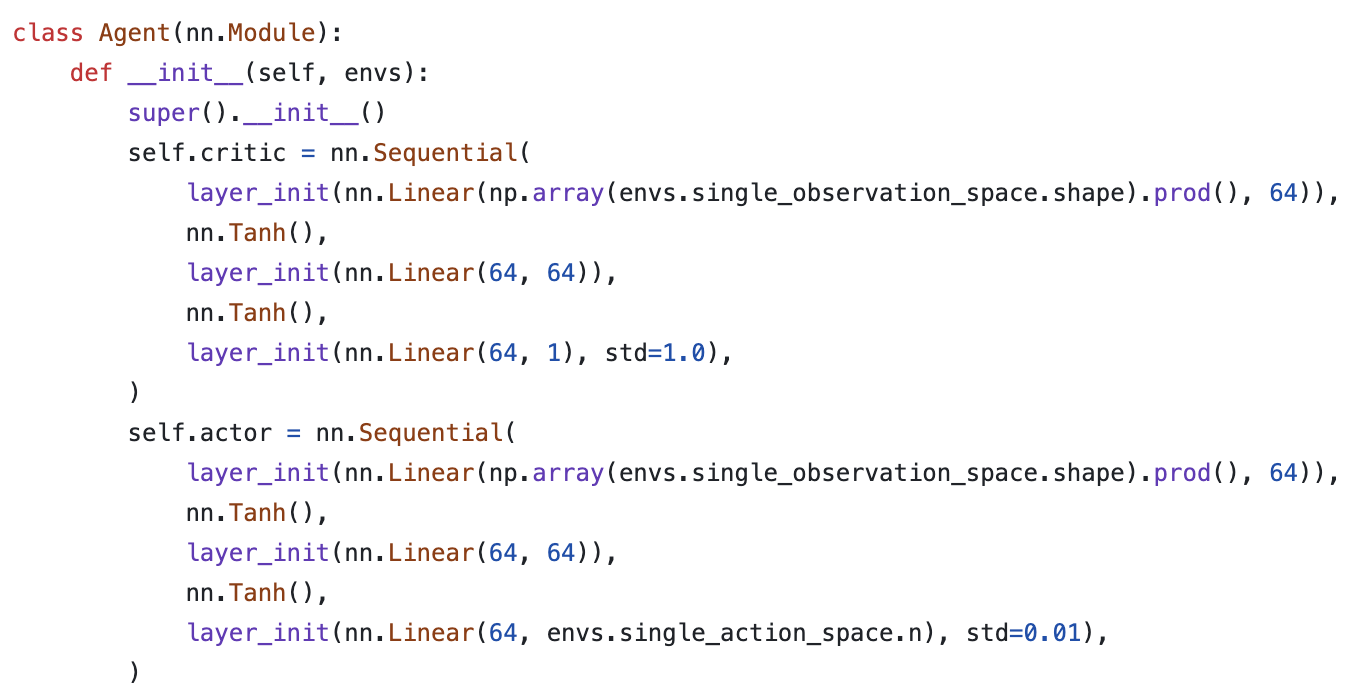 class Agent(nn.Module):
    def __init__(self, envs):
        super().__init__()
        self.critic = nn.Sequential(
            layer_init(nn.Linear(np.array(envs.single_observation_space.shape).prod(), 64)),
            nn.Tanh(),
            layer_init(nn.Linear(64, 64)),
            nn.Tanh(),
            layer_init(nn.Linear(64, 1), std=1.0),
        )
        self.actor = nn.Sequential(
            layer_init(nn.Linear(np.array(envs.single_observation_space.shape).prod(), 64)),
            nn.Tanh(),
            layer_init(nn.Linear(64, 64)),
            nn.Tanh(),
            layer_init(nn.Linear(64, envs.single_action_space.n), std=0.01),
        )